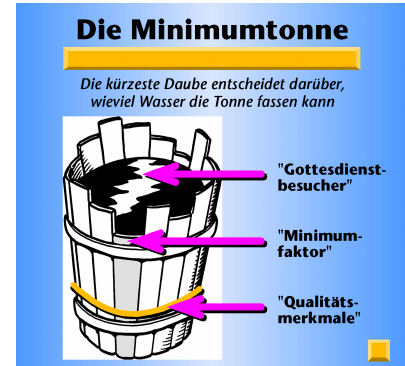 Die Minimumtonne
Die kürzeste Daube entscheidet darüber,
wieviel Wasser die Tonne fassen kann
"Gottesdienst-
besucher"
"Minimum-
faktor"
"Qualitäts-
merkmale"